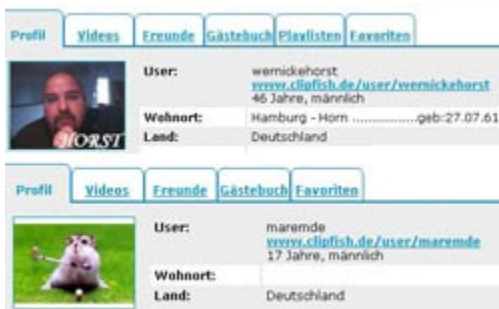 Profil Videos Freunde Gästebuch Playlisten Favoriten
User: wernickehorst
www.clipfish.de/user/wernickehorst
46 Jahre, männlich
HORST
Wohnort: Hamburg - Horn ..................geb:27.07.61
Land: Deutschland
Profil Videos Freunde Gästebuch Favoriten
User: maremde
www.clipfish.de/user/maremde
17 Jahre, männlich
Wohnort:
Land: Deutschland